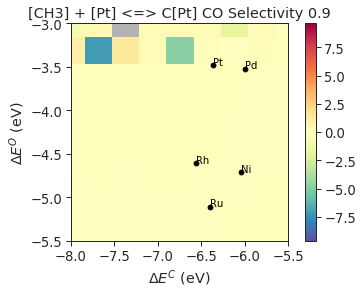 [CH3] + [Pt] <=> C[Pt] CO Selectivity 0.9
−3.0
−3.5
−4.0
−4.5
−5.0
−5.5
ΔE^O (eV)
Pt
Pd
Rh
Ni
Ru
−8.0 −7.5 −7.0 −6.5 −6.0 −5.5
ΔE^C (eV)
7.5
5.0
2.5
0.0
−2.5
−5.0
−7.5